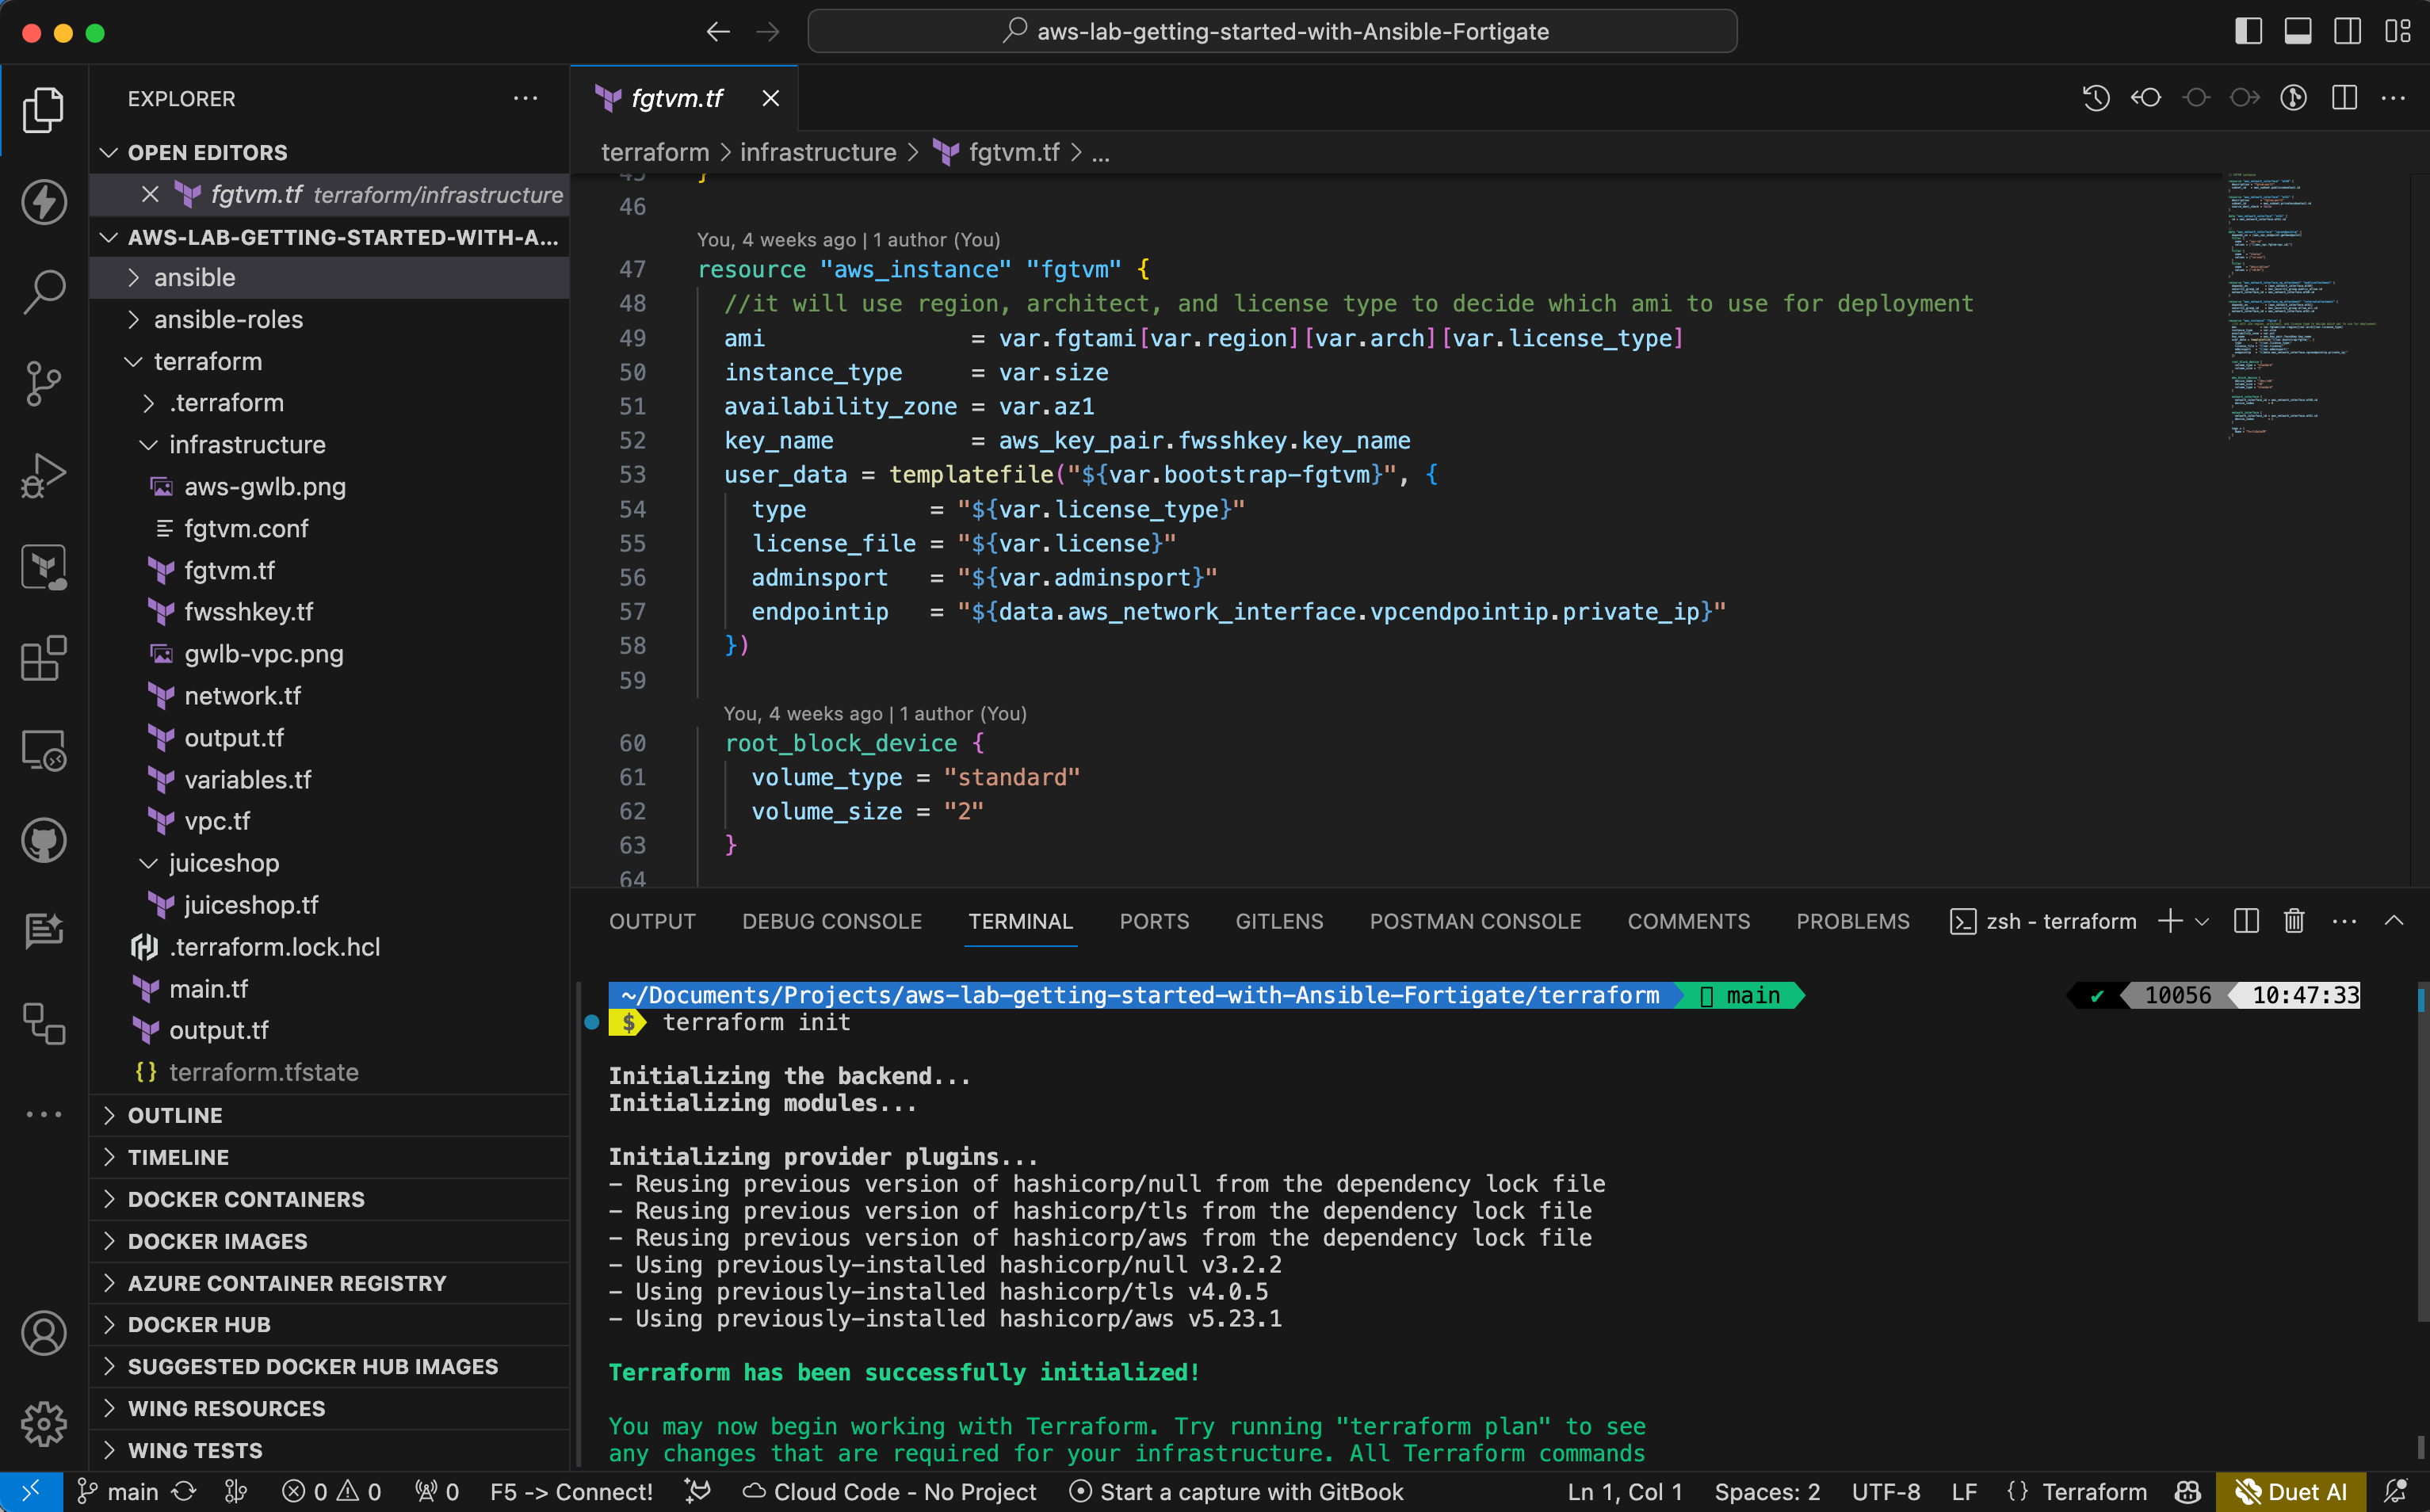 aws-lab-getting-started-with-Ansible-Fortigate
EXPLORER
OPEN EDITORS
fgtvm.tf terraform/infrastructure
AWS-LAB-GETTING-STARTED-WITH-A...
ansible
ansible-roles
terraform
.terraform
infrastructure
aws-gwlb.png
fgtvm.conf
fgtvm.tf
fwsshkey.tf
gwlb-vpc.png
network.tf
output.tf
variables.tf
vpc.tf
juiceshop
juiceshop.tf
.terraform.lock.hcl
main.tf
output.tf
{} terraform.tfstate
OUTLINE
TIMELINE
DOCKER CONTAINERS
DOCKER IMAGES
AZURE CONTAINER REGISTRY
DOCKER HUB
SUGGESTED DOCKER HUB IMAGES
WING RESOURCES
WING TESTS
fgtvm.tf
terraform > infrastructure > fgtvm.tf > ...
45 }
46
You, 4 weeks ago | 1 author (You)
47 resource "aws_instance" "fgtvm" {
48 //it will use region, architect, and license type to decide which ami to use for deployment
49 ami = var.fgtami[var.region][var.arch][var.license_type]
50 instance_type = var.size
51 availability_zone = var.az1
52 key_name = aws_key_pair.fwsshkey.key_name
53 user_data = templatefile("${var.bootstrap-fgtvm}", {
54 type = "${var.license_type}"
55 license_file = "${var.license}"
56 adminsport = "${var.adminsport}"
57 endpointip = "${data.aws_network_interface.vpcendpointip.private_ip}"
58 })
59
You, 4 weeks ago | 1 author (You)
60 root_block_device {
61 volume_type = "standard"
62 volume_size = "2"
63 }
64
OUTPUT DEBUG CONSOLE TERMINAL PORTS GITLENS POSTMAN CONSOLE COMMENTS PROBLEMS zsh - terraform
~/Documents/Projects/aws-lab-getting-started-with-Ansible-Fortigate/terraform main ✔ 10056 10:47:33
$ terraform init
Initializing the backend...
Initializing modules...
Initializing provider plugins...
- Reusing previous version of hashicorp/null from the dependency lock file
- Reusing previous version of hashicorp/tls from the dependency lock file
- Reusing previous version of hashicorp/aws from the dependency lock file
- Using previously-installed hashicorp/null v3.2.2
- Using previously-installed hashicorp/tls v4.0.5
- Using previously-installed hashicorp/aws v5.23.1
Terraform has been successfully initialized!
You may now begin working with Terraform. Try running "terraform plan" to see
any changes that are required for your infrastructure. All Terraform commands
main 0 0 0 F5 -> Connect! Cloud Code - No Project Start a capture with GitBook Ln 1, Col 1 Spaces: 2 UTF-8 LF {} Terraform Duet AI